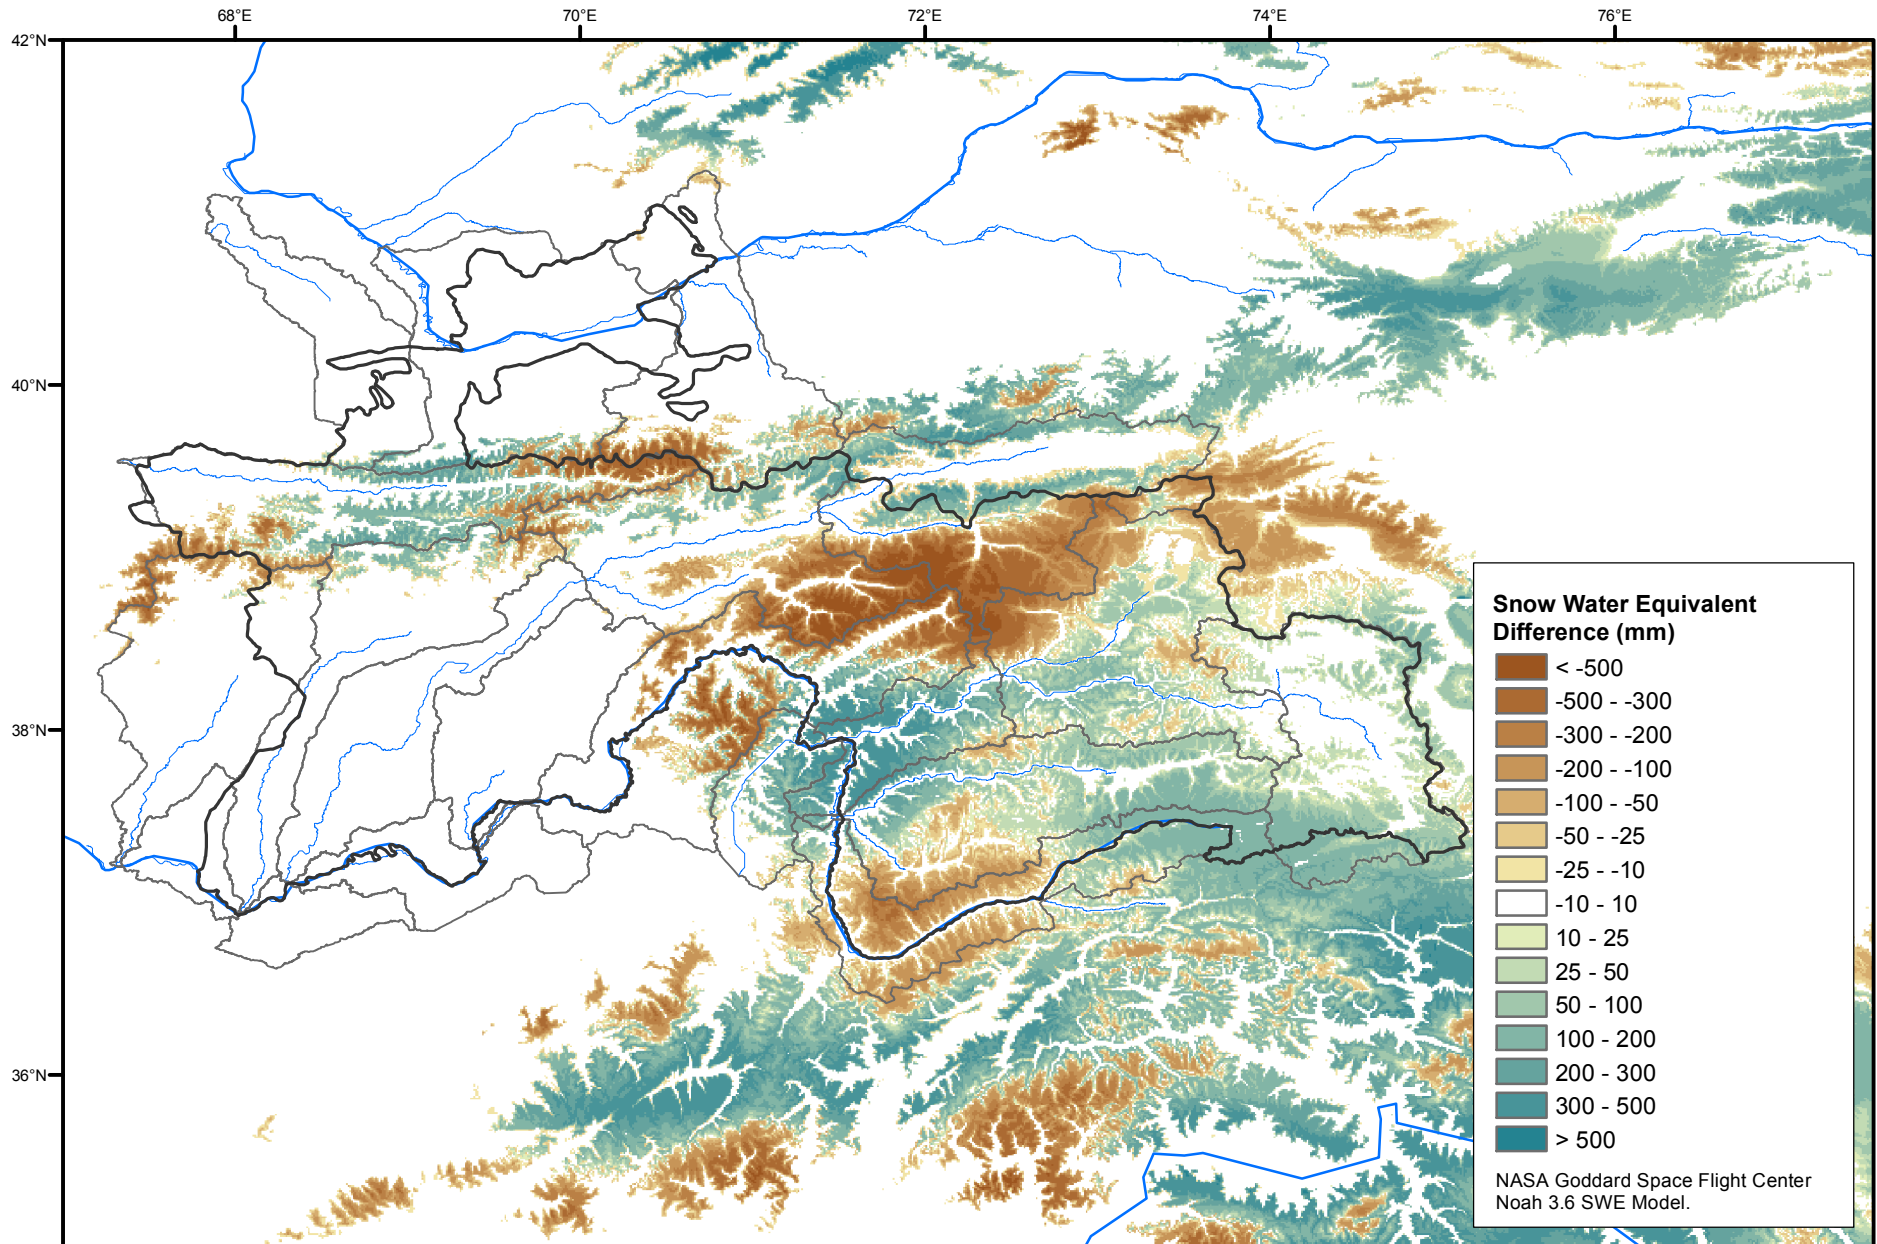 68°E 70°E 72°E 74°E 76°E
42°N
40°N
38°N
36°N
Snow Water Equivalent
Difference (mm)
< -500
-500 - -300
-300 - -200
-200 - -100
-100 - -50
-50 - -25
-25 - -10
-10 - 10
10 - 25
25 - 50
50 - 100
100 - 200
200 - 300
300 - 500
> 500
NASA Goddard Space Flight Center
Noah 3.6 SWE Model.